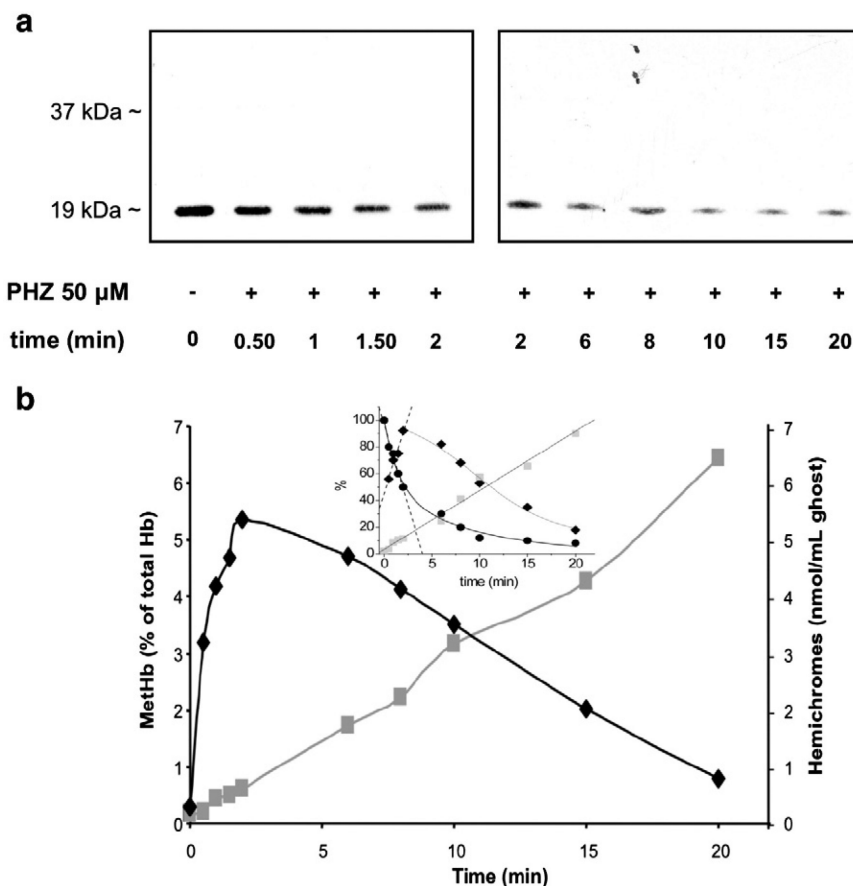 a
37 kDa ~
19 kDa ~
PHZ 50 µM - + + + + + + + + + +
time (min) 0 0.50 1 1.50 2 2 6 8 10 15 20
b
MetHb (% of total Hb)
7
6
5
4
3
2
1
0
100
80
60
40
20
0
%
0 5 10 15 20
time (min)
7
6
5
4
3
2
1
0
Hemichromes (nmol/mL ghost)
0 5 10 15 20
Time (min)